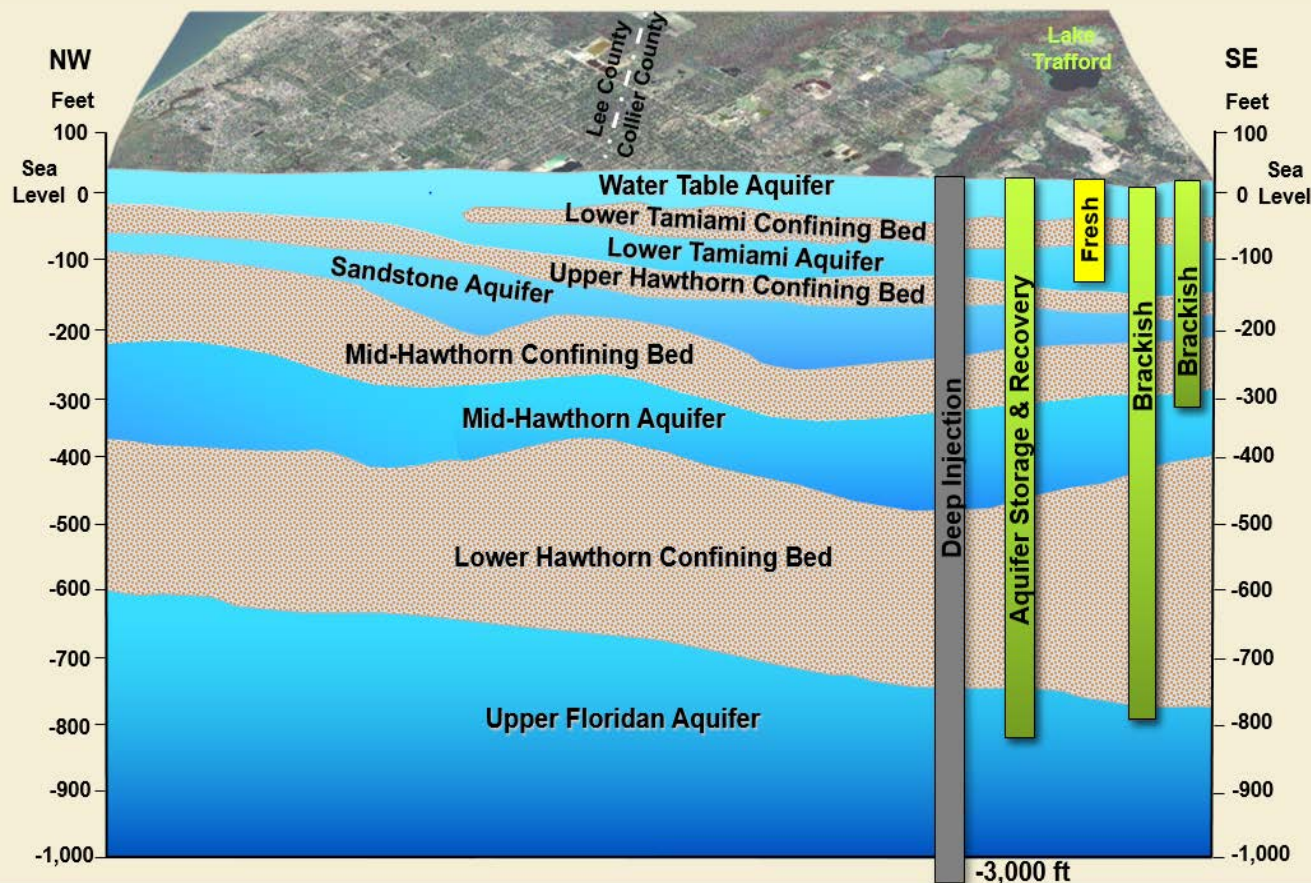 NW
Feet
100
Sea
Level
0
-100
-200
-300
-400
-500
-600
-700
-800
-900
-1,000
Lee County
Collier County
Lake
Trafford
SE
Feet
100
Sea
Level
0
-100
-200
-300
-400
-500
-600
-700
-800
-900
-1,000
Water Table Aquifer
Lower Tamiami Confining Bed
Lower Tamiami Aquifer
Upper Hawthorn Confining Bed
Sandstone Aquifer
Mid-Hawthorn Confining Bed
Mid-Hawthorn Aquifer
Lower Hawthorn Confining Bed
Upper Floridan Aquifer
Deep Injection
Aquifer Storage & Recovery
Fresh
Brackish
Brackish
-3,000 ft